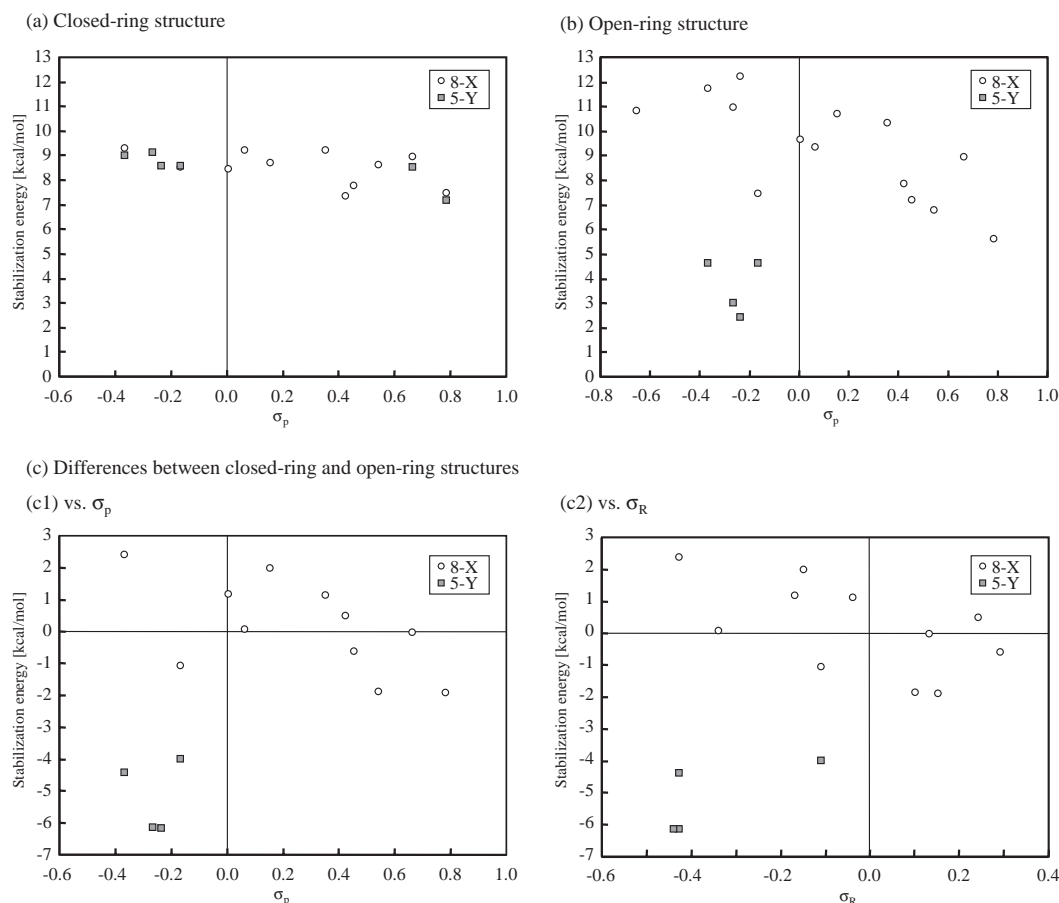 (a) Closed-ring structure
13
12
11
10
9
8
7
6
5
4
3
2
1
0
Stabilization energy [kcal/mol]
8-X
5-Y
-0.6 -0.4 -0.2 0.0 0.2 0.4 0.6 0.8 1.0
σp
(b) Open-ring structure
13
12
11
10
9
8
7
6
5
4
3
2
1
0
Stabilization energy [kcal/mol]
8-X
5-Y
-0.8 -0.6 -0.4 -0.2 0.0 0.2 0.4 0.6 0.8 1.0
σp
(c) Differences between closed-ring and open-ring structures
(c1) vs. σp
3
2
1
0
-1
-2
-3
-4
-5
-6
-7
Stabilization energy [kcal/mol]
8-X
5-Y
-0.6 -0.4 -0.2 0.0 0.2 0.4 0.6 0.8 1.0
σp
(c2) vs. σR
3
2
1
0
-1
-2
-3
-4
-5
-6
-7
Stabilization energy [kcal/mol]
8-X
5-Y
-0.6 -0.4 -0.2 0.0 0.2 0.4
σR